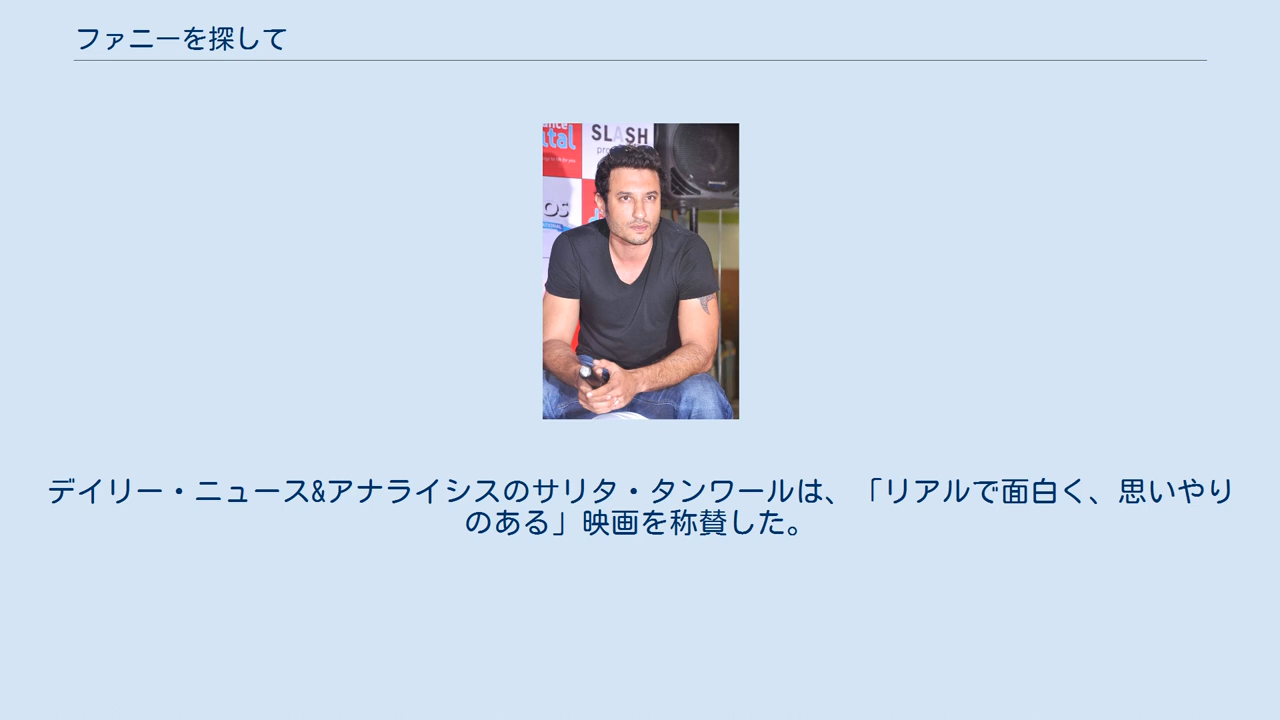 ファニーを探して
SLASH
デイリー・ニュース&アナライシスのサリタ・タンワールは、「リアルで面白く、思いやり
のある」映画を称賛した。